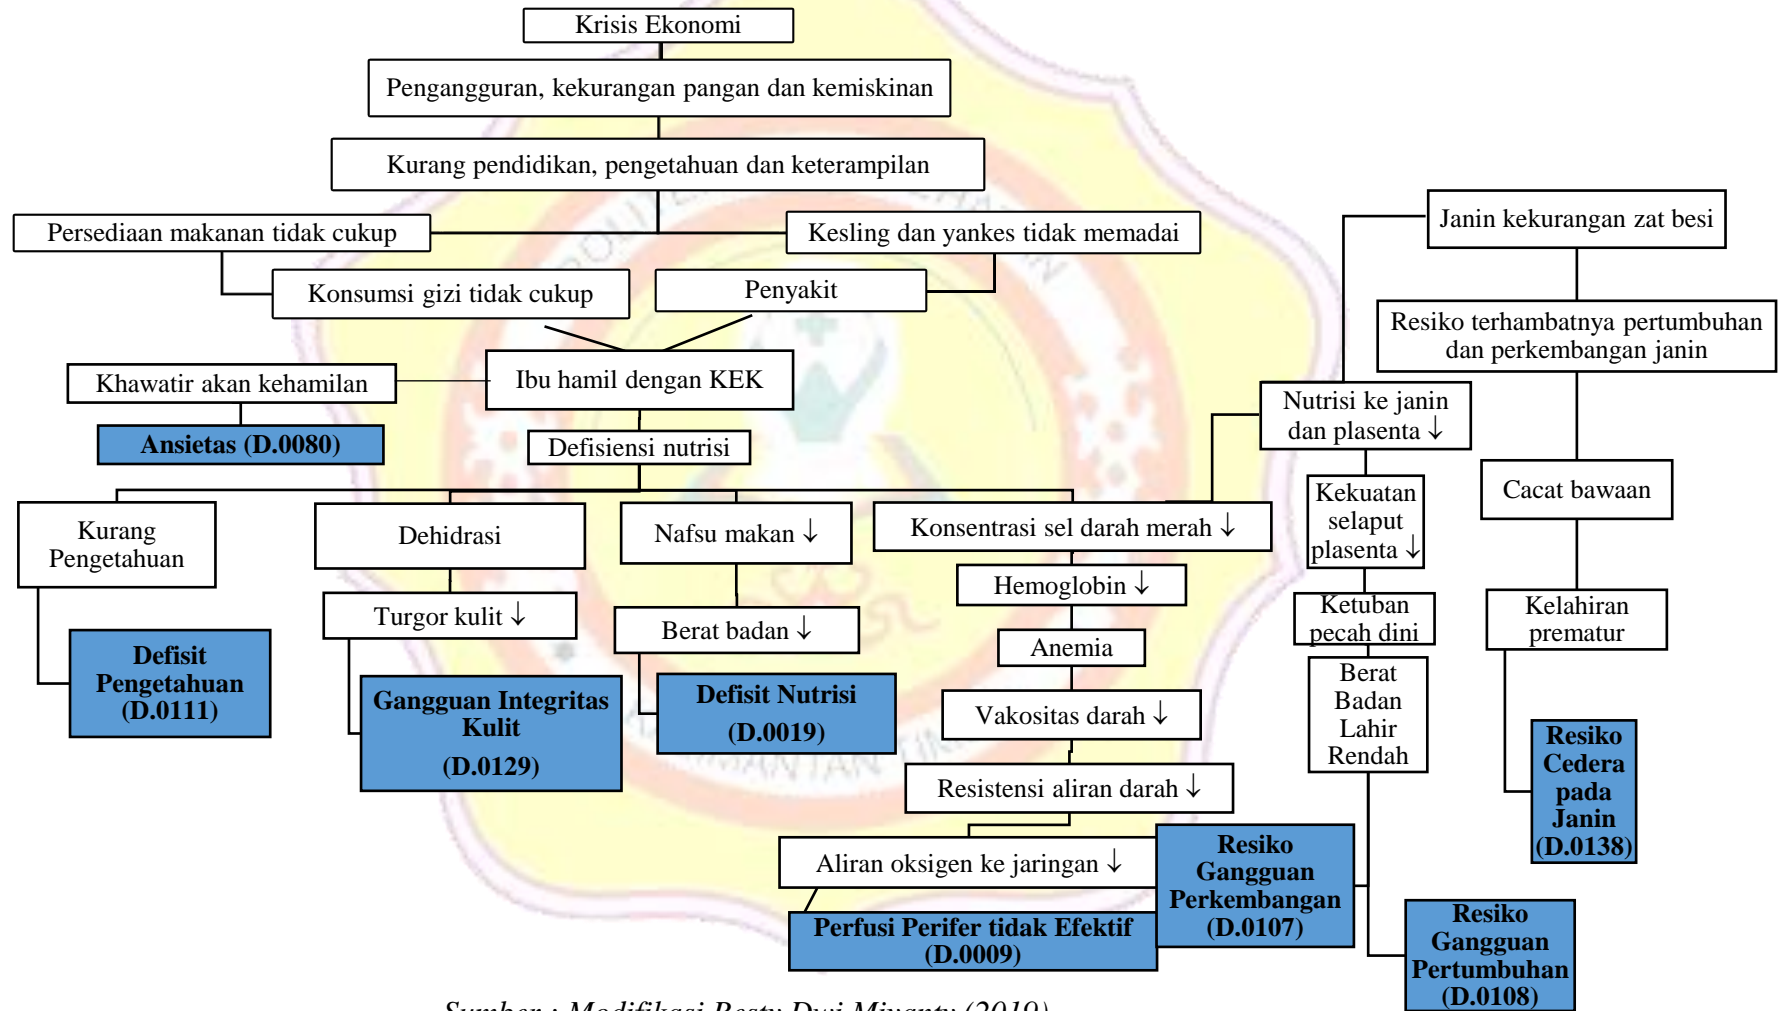 Krisis Ekonomi
Pengangguran, kekurangan pangan dan kemiskinan
Kurang pendidikan, pengetahuan dan keterampilan
Persediaan makanan tidak cukup
Kesling dan yankes tidak memadai
Konsumsi gizi tidak cukup
Penyakit
Khawatir akan kehamilan
Ibu hamil dengan KEK
Ansietas (D.0080)
Defisiensi nutrisi
Kurang
Pengetahuan
Defisit
Pengetahuan
(D.0111)
Dehidrasi
Turgor kulit ↓
Gangguan Integritas
Kulit
(D.0129)
Nafsu makan ↓
Berat badan ↓
Defisit Nutrisi
(D.0019)
Konsentrasi sel darah merah ↓
Hemoglobin ↓
Anemia
Vakositas darah ↓
Resistensi aliran darah ↓
Aliran oksigen ke jaringan ↓
Perfusi Perifer tidak Efektif
(D.0009)
Nutrisi ke janin
dan plasenta ↓
Kekuatan
selaput
plasenta ↓
Ketuban
pecah dini
Berat
Badan
Lahir
Rendah
Resiko
Gangguan
Perkembangan
(D.0107)
Resiko
Gangguan
Pertumbuhan
(D.0108)
Janin kekurangan zat besi
Resiko terhambatnya pertumbuhan
dan perkembangan janin
Cacat bawaan
Kelahiran
prematur
Resiko
Cedera
pada
Janin
(D.0138)
Sumber : Modifikasi Besty Dwi Miyanty (2019)